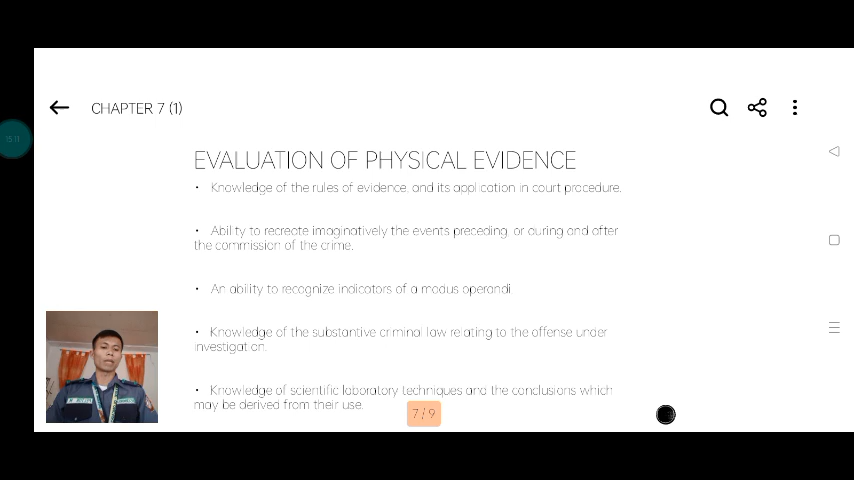 CHAPTER 7 (1)
15:11
EVALUATION OF PHYSICAL EVIDENCE
• Knowledge of the rules of evidence, and its application in court procedure.
• Ability to recreate imaginatively the events preceding, or during and after
the commission of the crime.
• An ability to recognize indicators of a modus operandi
• Knowledge of the substantive criminal law relating to the offense under
investigation.
• Knowledge of scientific laboratory techniques and the conclusions which
may be derived from their use.
7 / 9